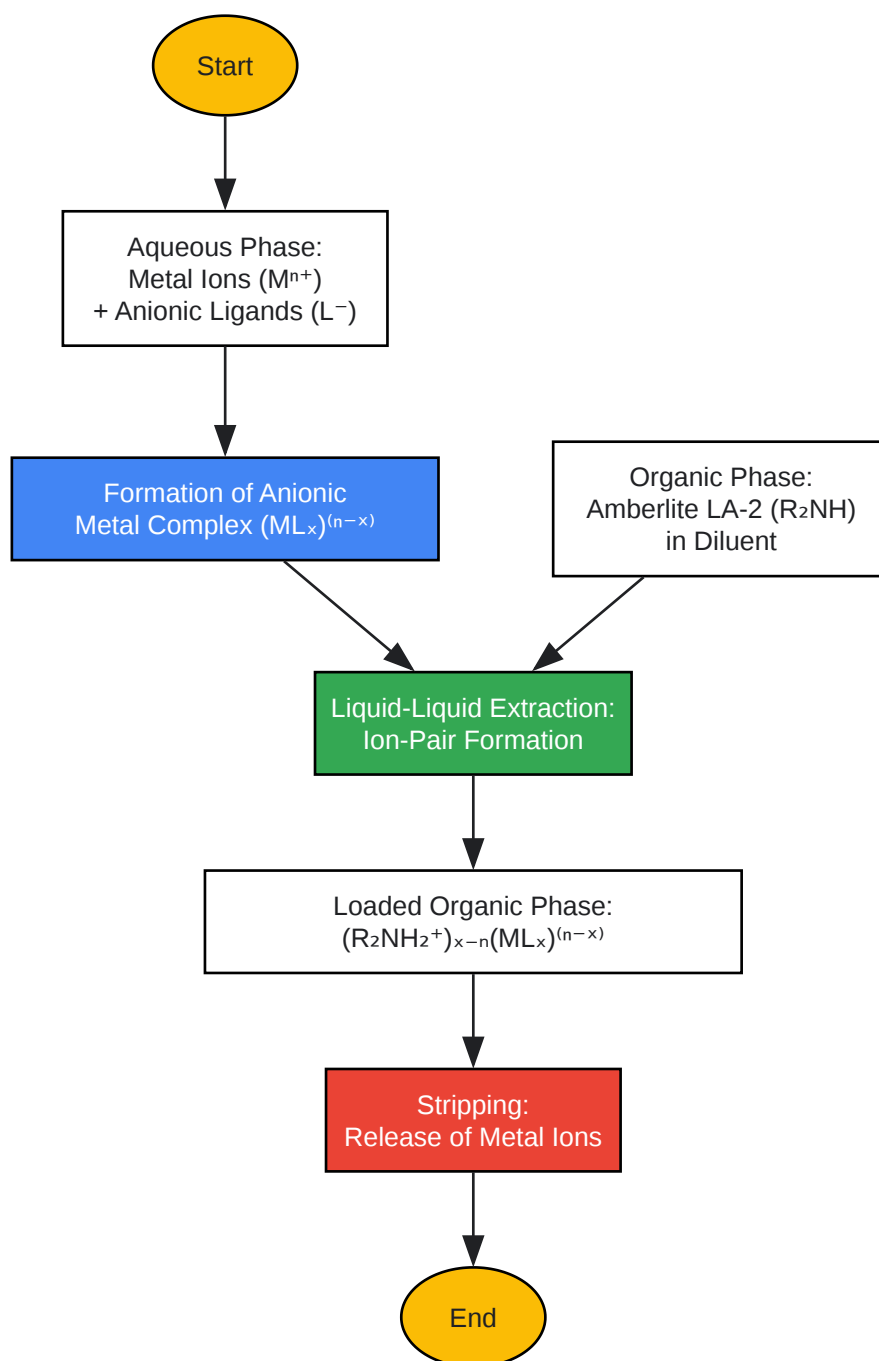 Start
Aqueous Phase:
Metal Ions (Mⁿ⁺)
+ Anionic Ligands (L⁻)
Formation of Anionic
Metal Complex (MLₓ)⁽ⁿ⁻ˣ⁾
Organic Phase:
Amberlite LA-2 (R₂NH)
in Diluent
Liquid-Liquid Extraction:
Ion-Pair Formation
Loaded Organic Phase:
(R₂NH₂⁺)ₓ₋ₙ(MLₓ)⁽ⁿ⁻ˣ⁾
Stripping:
Release of Metal Ions
End